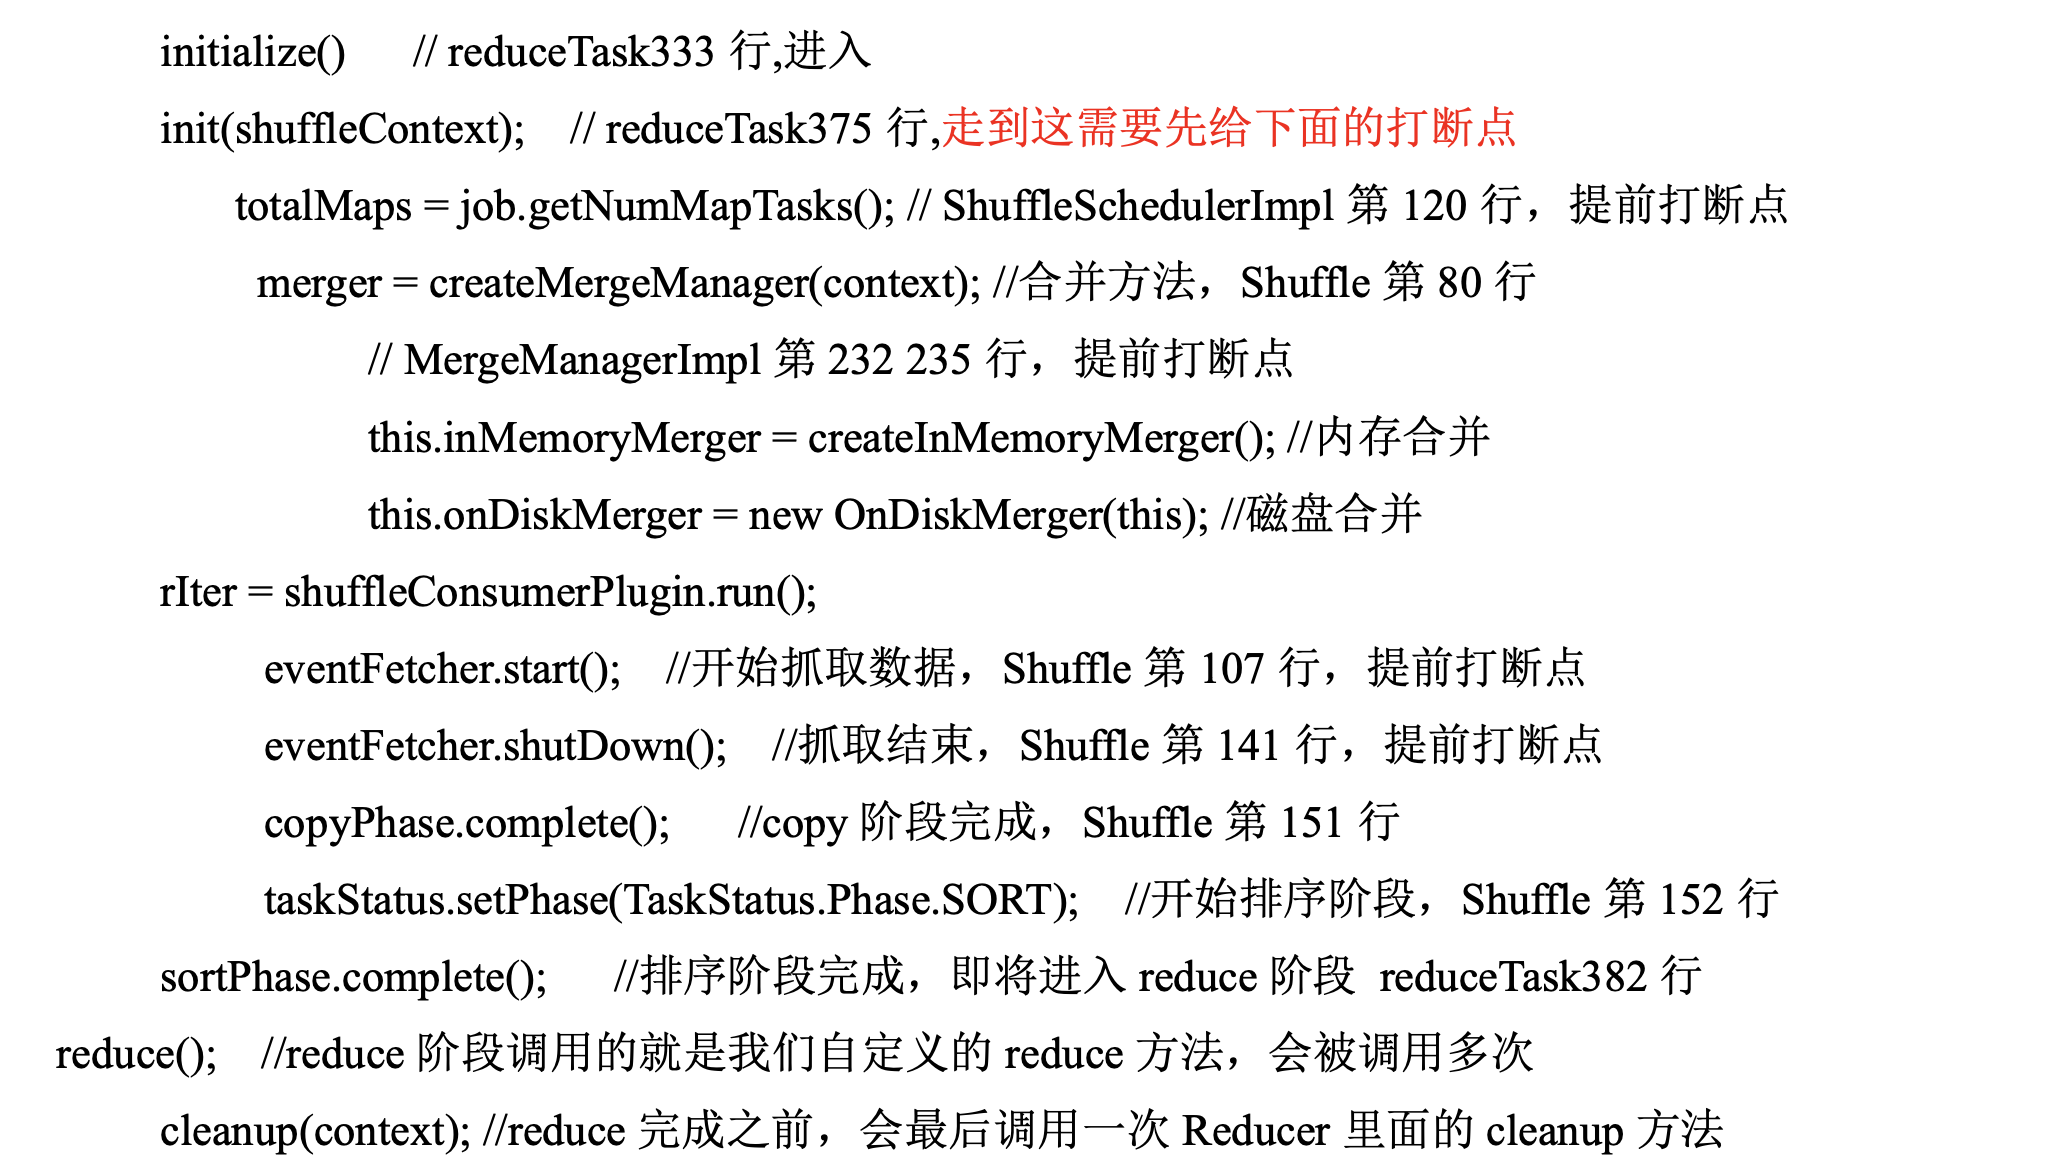 initialize() // reduceTask333 行,进入
init(shuffleContext); // reduceTask375 行,走到这需要先给下面的打断点
totalMaps = job.getNumMapTasks(); // ShuffleSchedulerImpl 第 120 行，提前打断点
merger = createMergeManager(context); //合并方法，Shuffle 第 80 行
// MergeManagerImpl 第 232 235 行，提前打断点
this.inMemoryMerger = createInMemoryMerger(); //内存合并
this.onDiskMerger = new OnDiskMerger(this); //磁盘合并
rIter = shuffleConsumerPlugin.run();
eventFetcher.start(); //开始抓取数据，Shuffle 第 107 行，提前打断点
eventFetcher.shutDown(); //抓取结束，Shuffle 第 141 行，提前打断点
copyPhase.complete(); //copy 阶段完成，Shuffle 第 151 行
taskStatus.setPhase(TaskStatus.Phase.SORT); //开始排序阶段，Shuffle 第 152 行
sortPhase.complete(); //排序阶段完成，即将进入 reduce 阶段 reduceTask382 行
reduce(); //reduce 阶段调用的就是我们自定义的 reduce 方法，会被调用多次
cleanup(context); //reduce 完成之前，会最后调用一次 Reducer 里面的 cleanup 方法